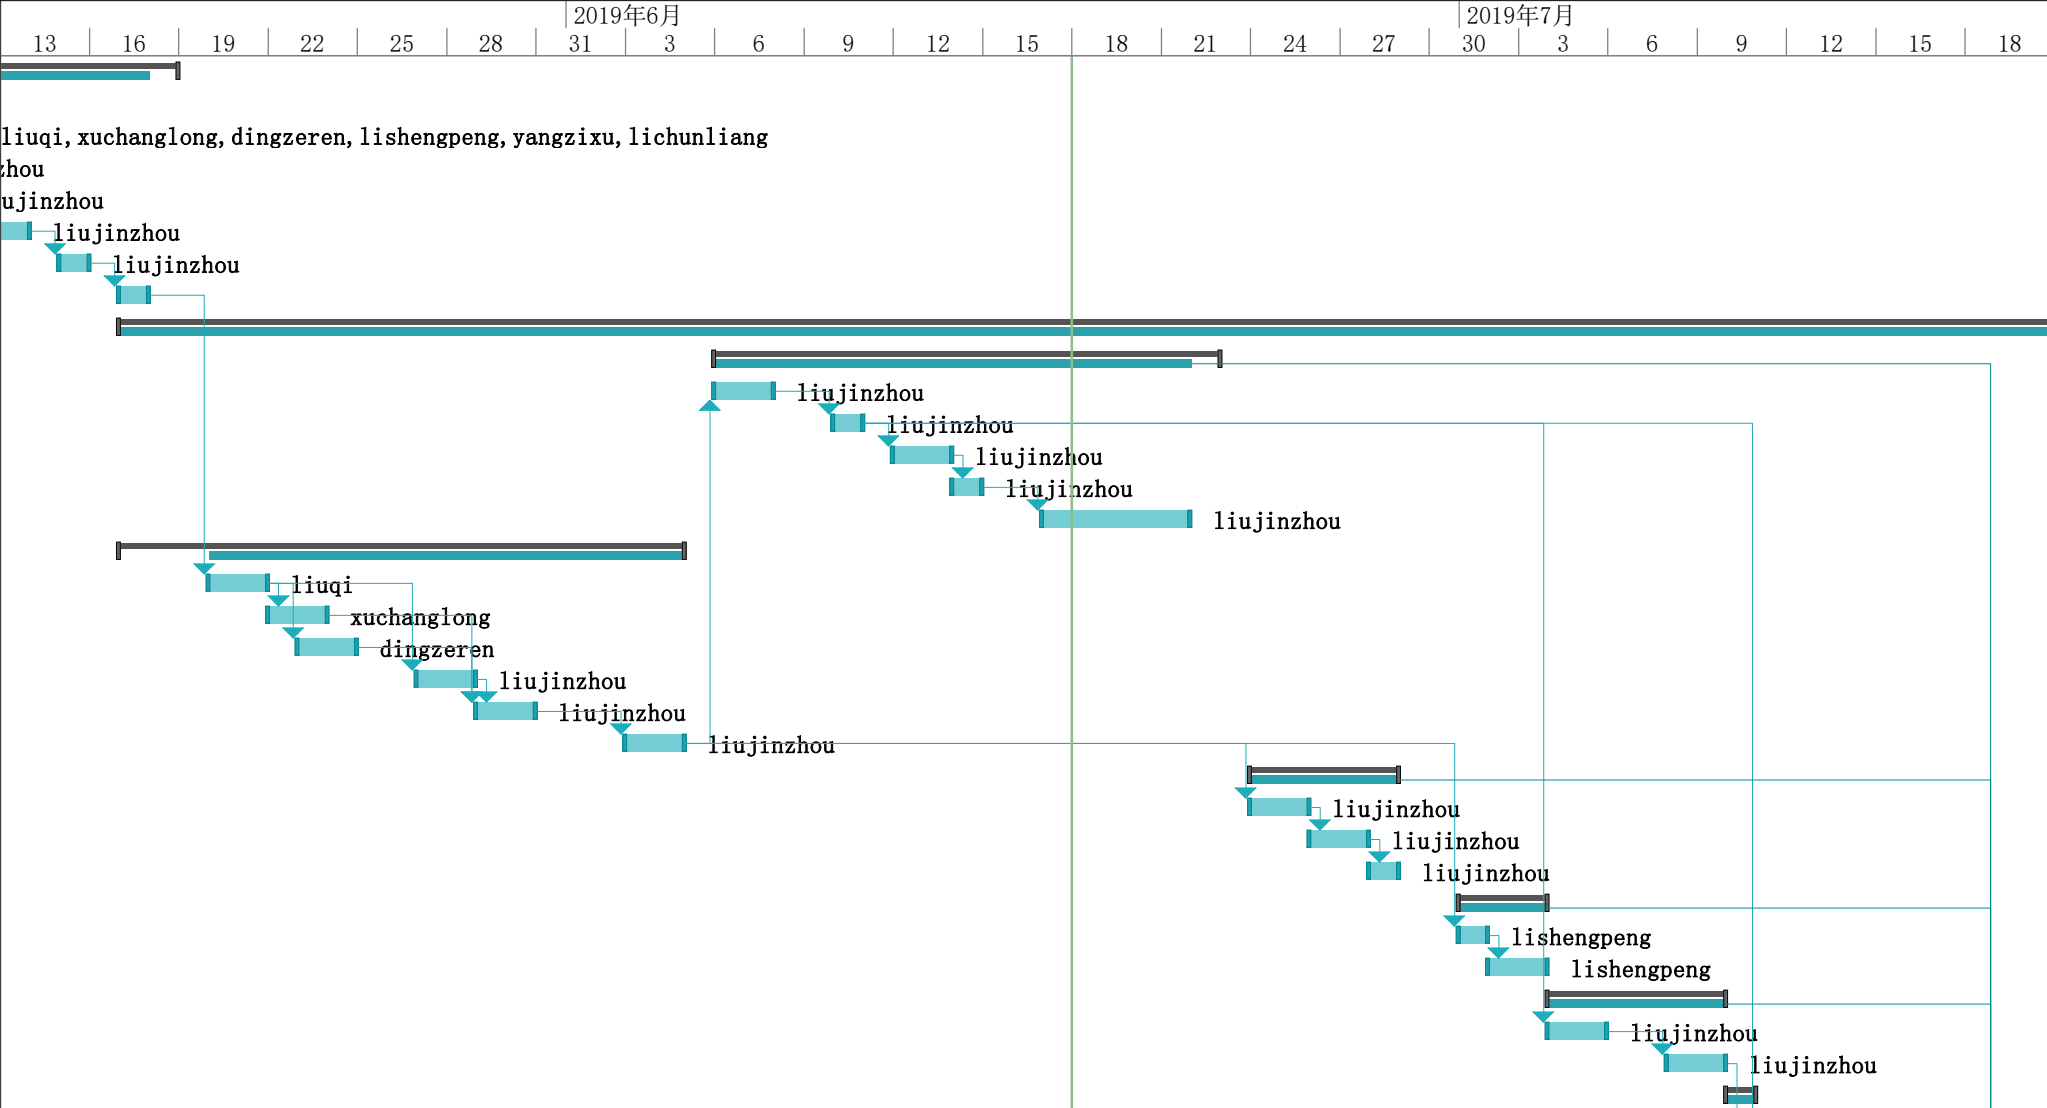 2019年6月 2019年7月
13 16 19 22 25 28 31 3 6 9 12 15 18 21 24 27 30 3 6 9 12 15 18
liuqi, xuchanglong, dingzeren, lishengpeng, yangzixu, lichunliang
zhou
ujinzhou
liujinzhou
liujinzhou
liujinzhou
liujinzhou
liujinzhou
liujinzhou
liujinzhou
liuqi
xuchanglong
dingzeren
liujinzhou
liujinzhou
liujinzhou
liujinzhou
liujinzhou
liujinzhou
lishengpeng
lishengpeng
liujinzhou
liujinzhou